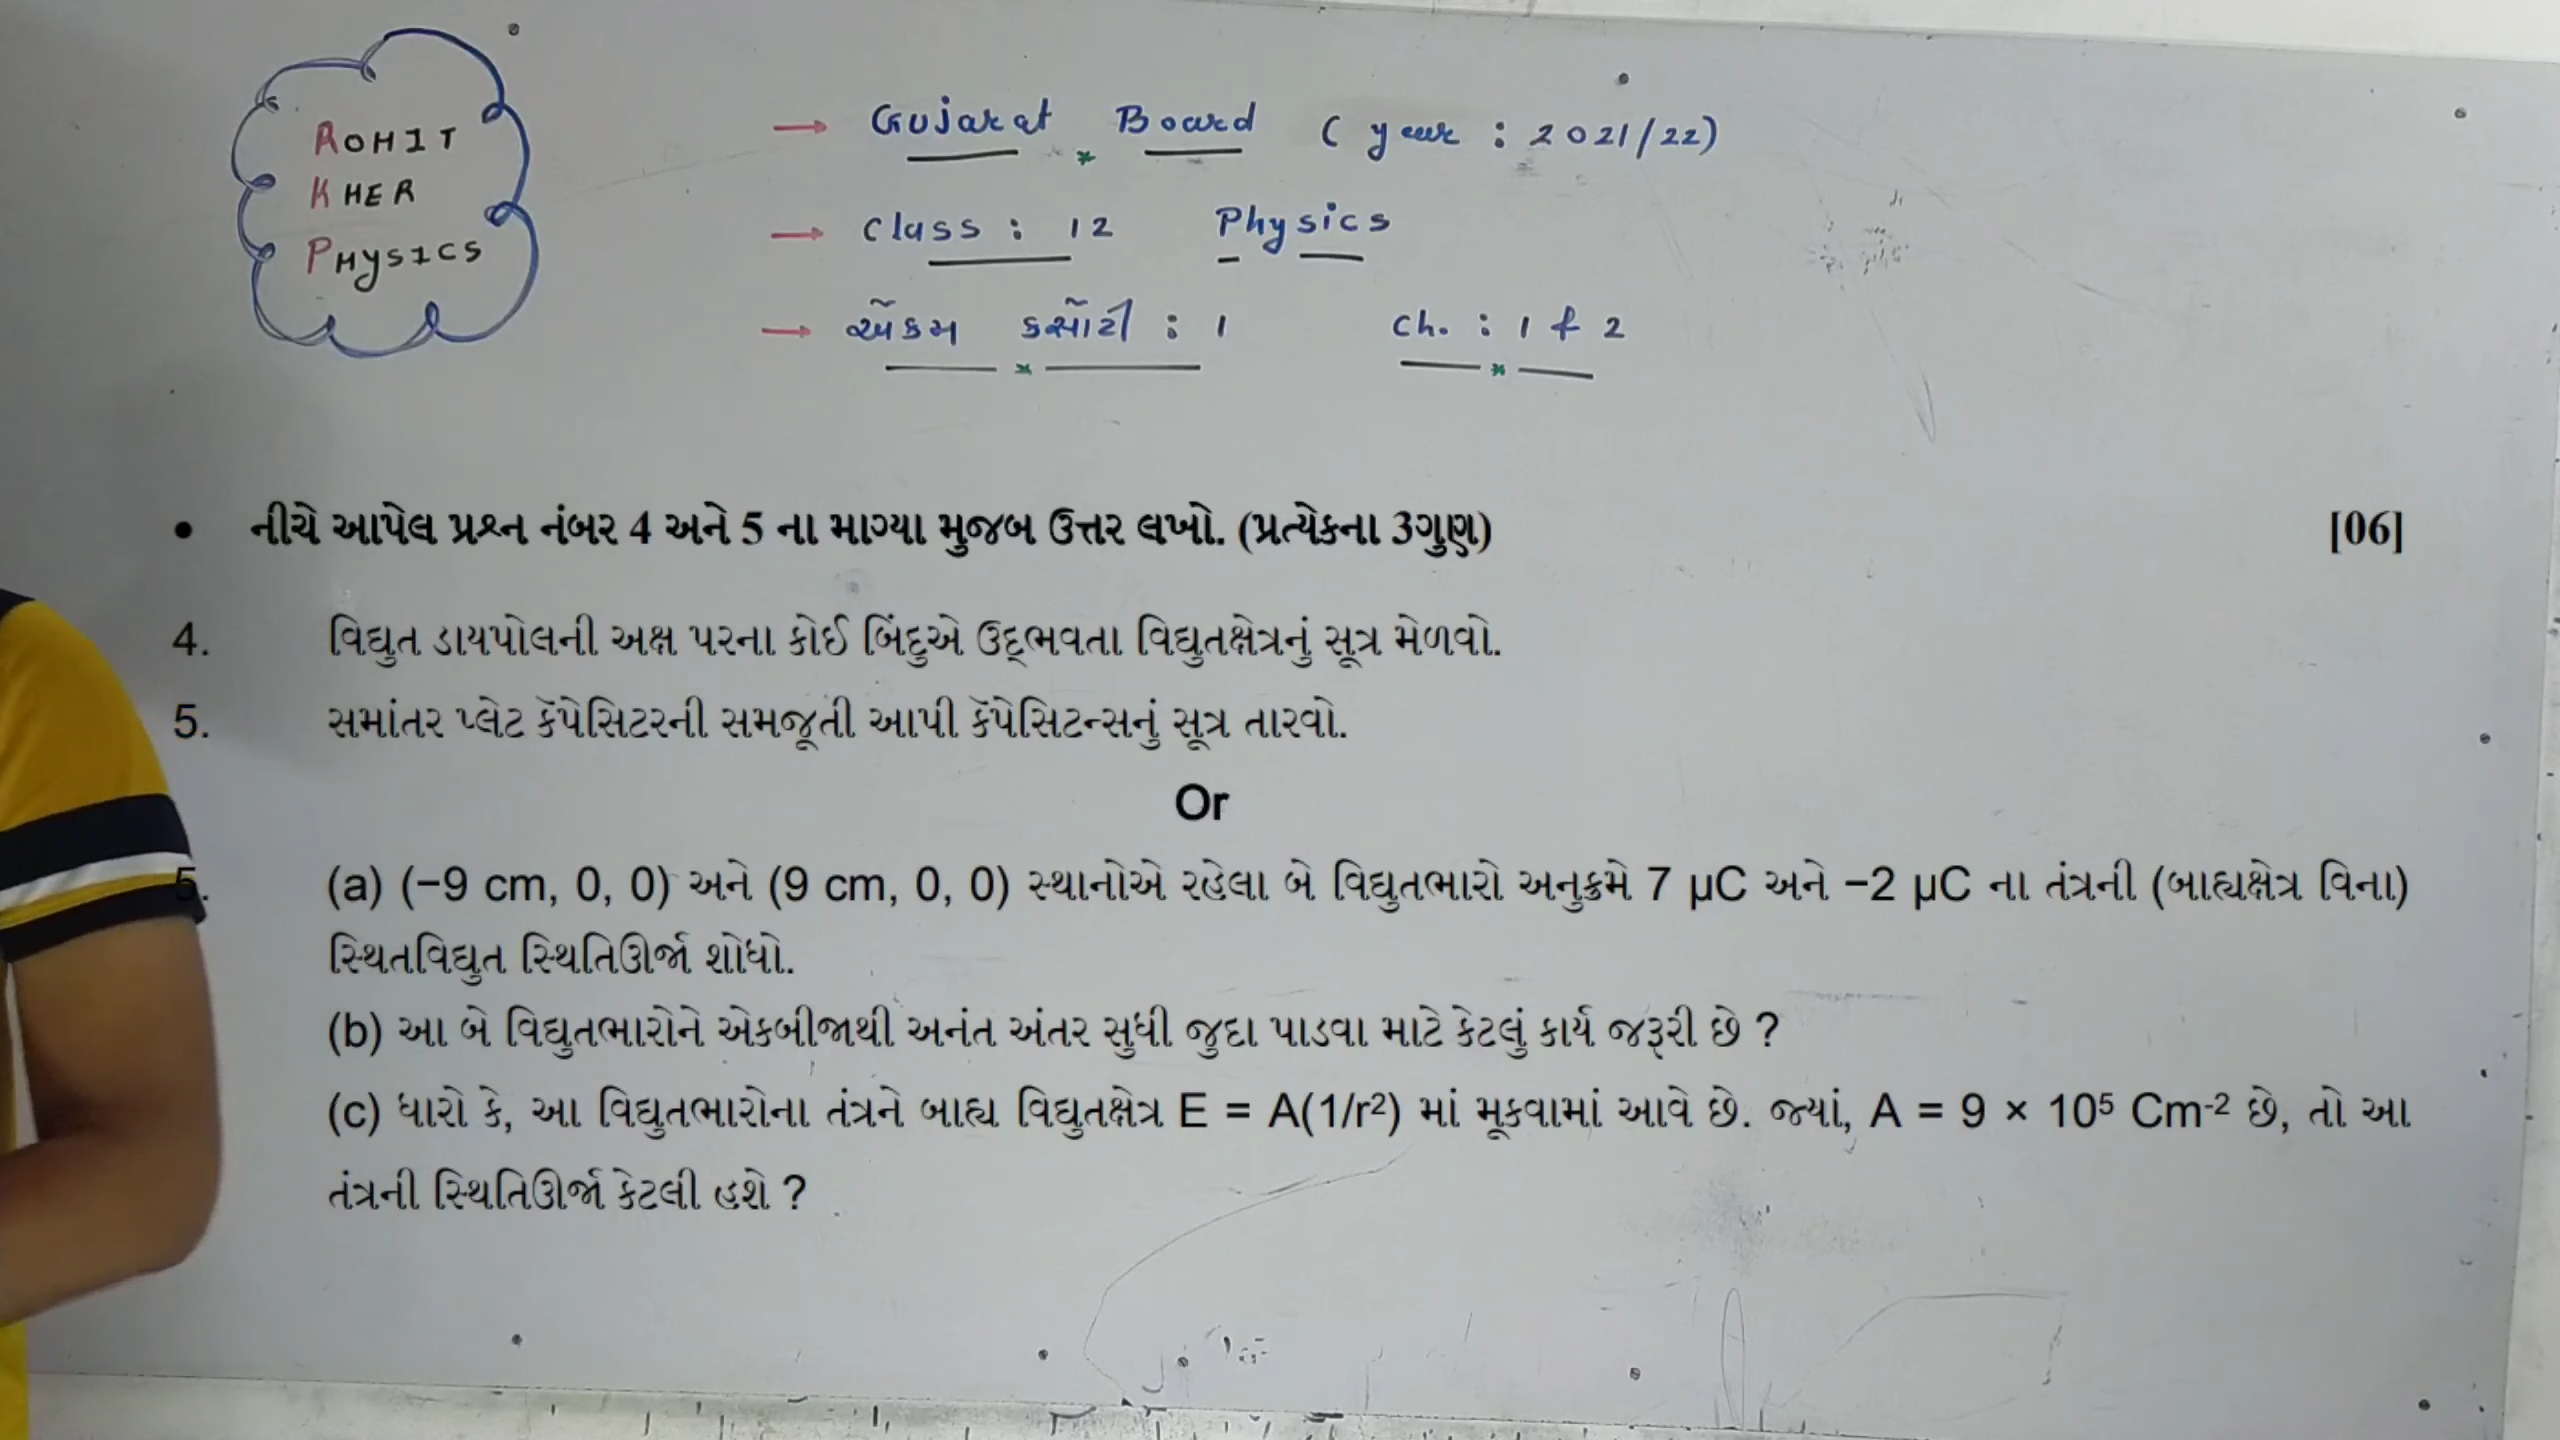 ROHIT
KHER
PHYSICS
→ Gujarat Board (year : 2021/22)
→ Class : 12 Physics
→ એકમ કસોટી : 1 Ch. : 1 & 2
• નીચે આપેલ પ્રશ્ન નંબર 4 અને 5 ના માગ્યા મુજબ ઉત્તર લખો. (પ્રત્યેકના 3ગુણ) [06]
4. વિદ્યુત ડાયપોલની અક્ષ પરના કોઈ બિંદુએ ઉદ્‌ભવતા વિદ્યુતક્ષેત્રનું સૂત્ર મેળવો.
5. સમાંતર પ્લેટ કૅપેસિટરની સમજૂતી આપી કૅપેસિટન્સનું સૂત્ર તારવો.
Or
5. (a) (−9 cm, 0, 0) અને (9 cm, 0, 0) સ્થાનોએ રહેલા બે વિદ્યુતભારો અનુક્રમે 7 μC અને −2 μC ના તંત્રની (બાહ્યક્ષેત્ર વિના)
સ્થિતવિદ્યુત સ્થિતિઊર્જા શોધો.
(b) આ બે વિદ્યુતભારોને એકબીજાથી અનંત અંતર સુધી જુદા પાડવા માટે કેટલું કાર્ય જરૂરી છે ?
(c) ધારો કે, આ વિદ્યુતભારોના તંત્રને બાહ્ય વિદ્યુતક્ષેત્ર E = A(1/r²) માં મૂકવામાં આવે છે. જ્યાં, A = 9 × 10⁵ Cm⁻² છે, તો આ
તંત્રની સ્થિતિઊર્જા કેટલી હશે ?